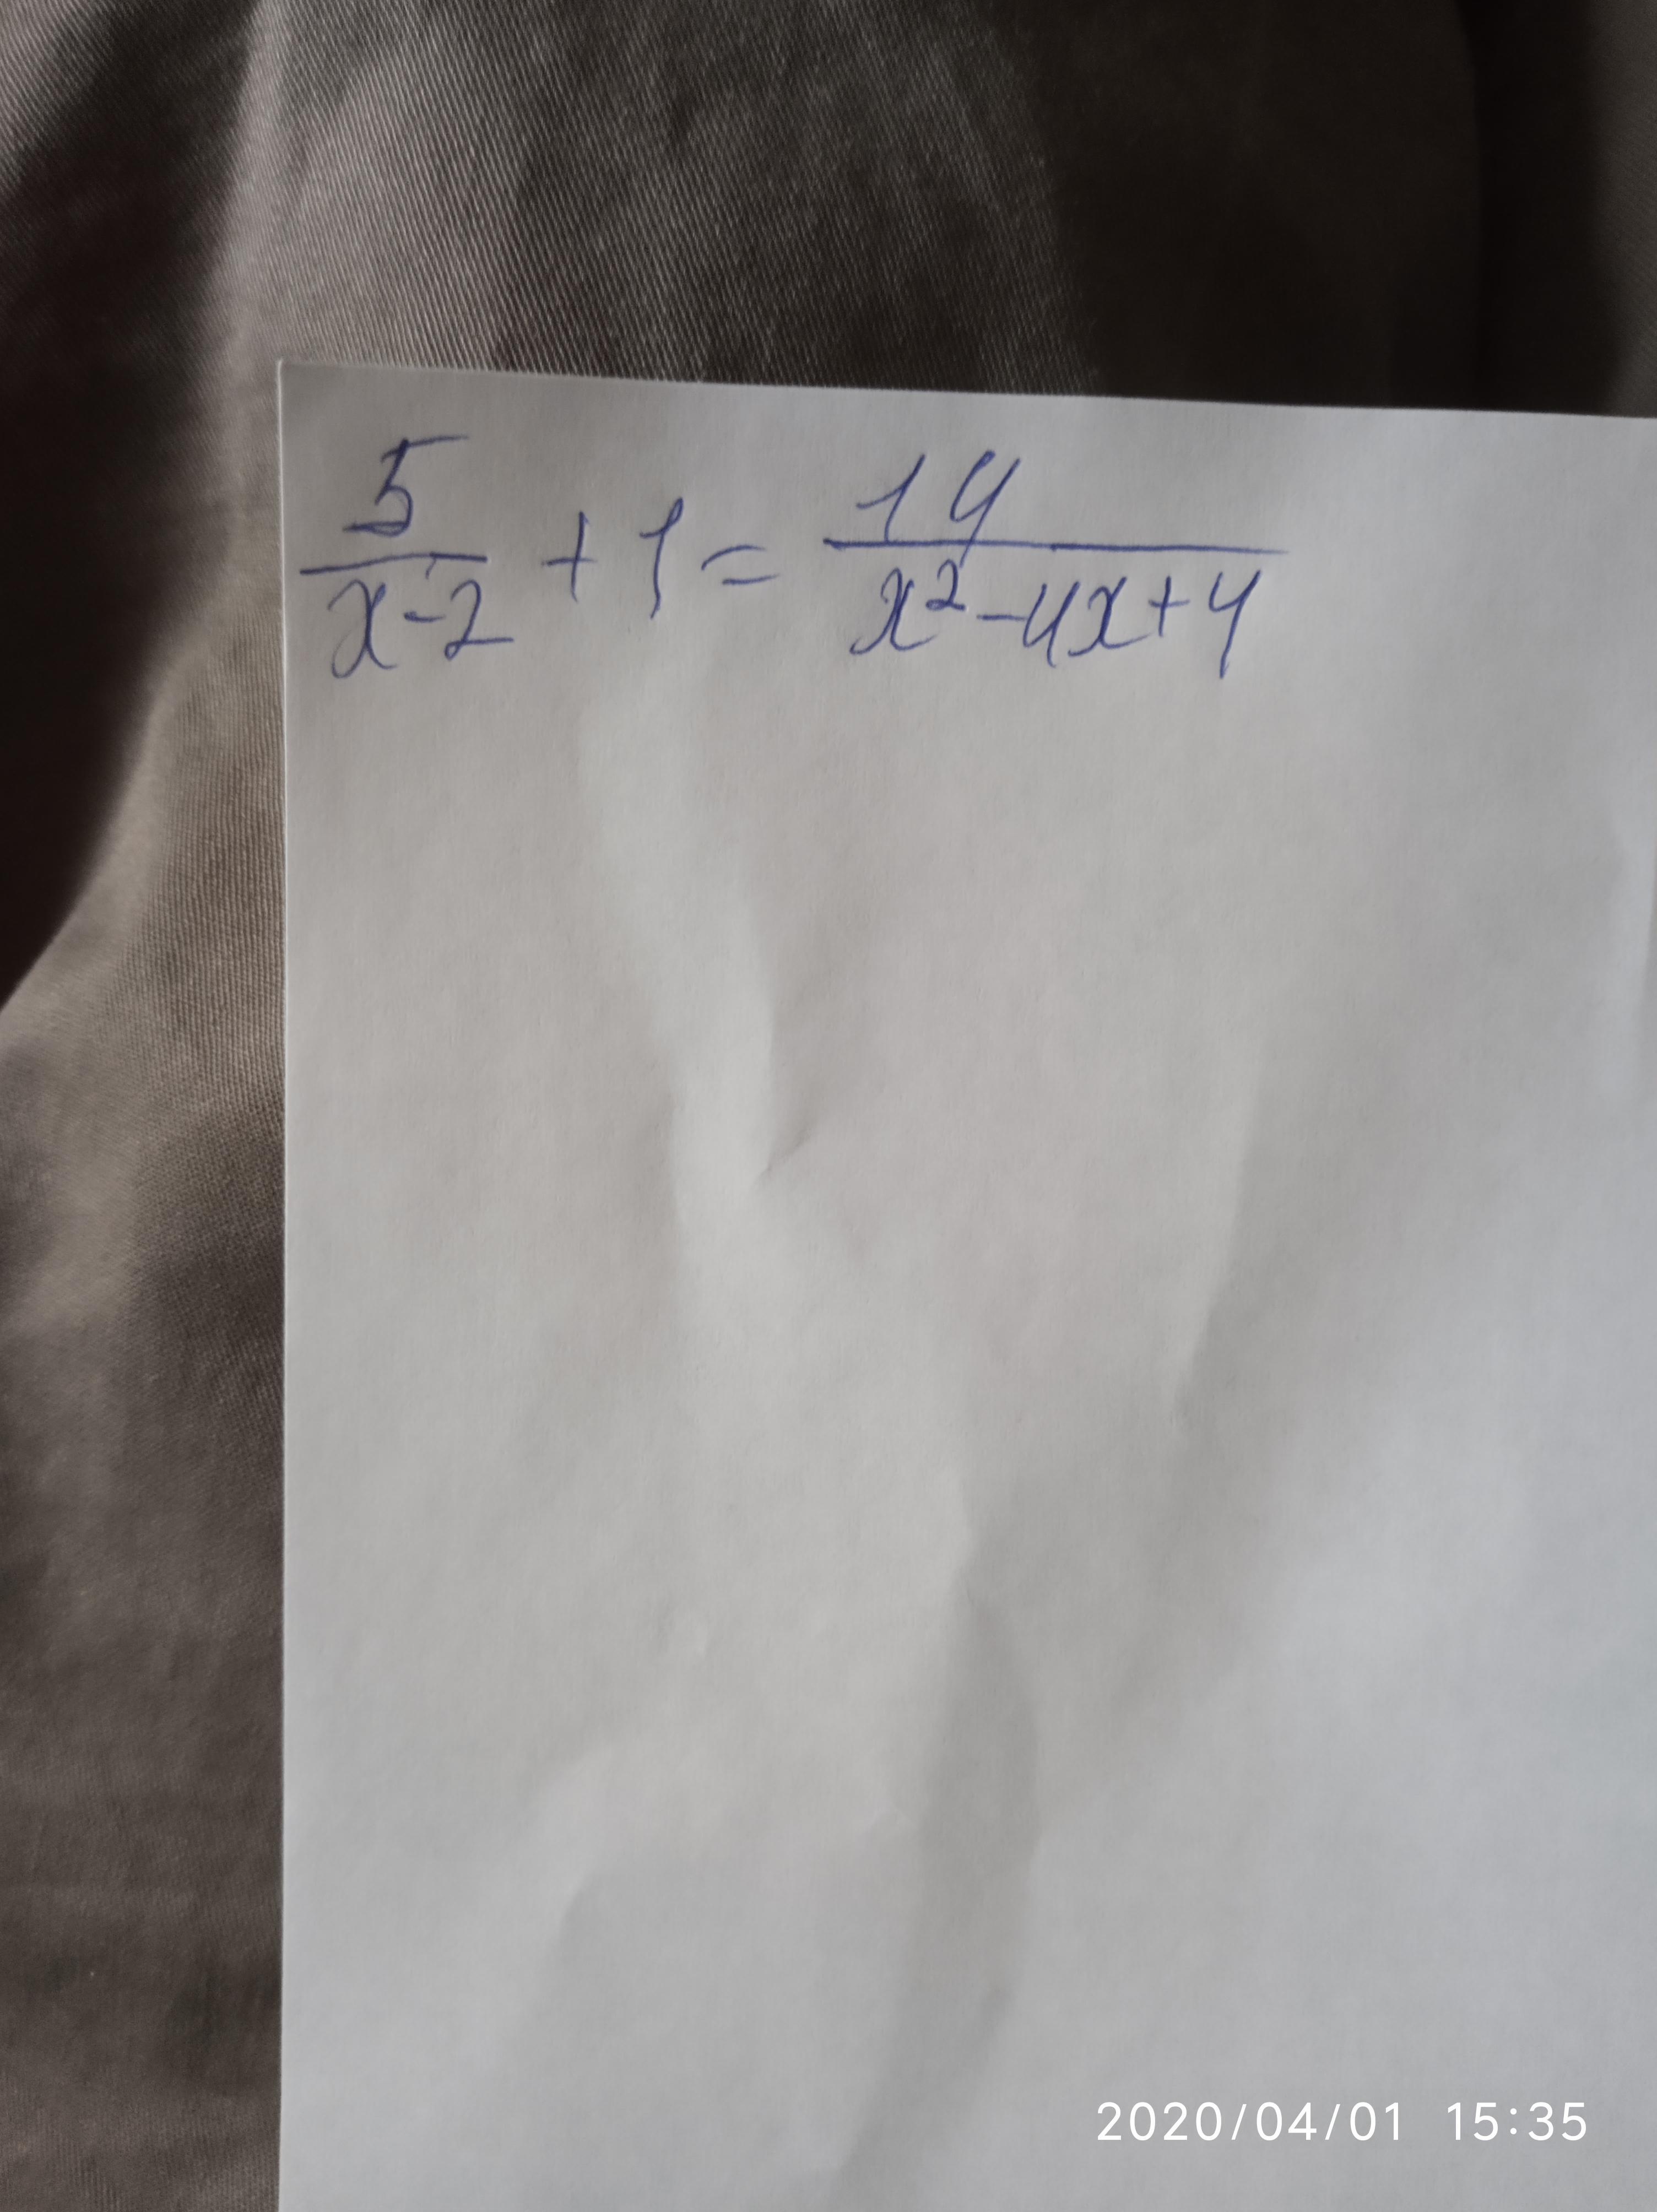 5/(x-2) + 1 = 14/(x²-4x+4)
2020/04/01 15:35